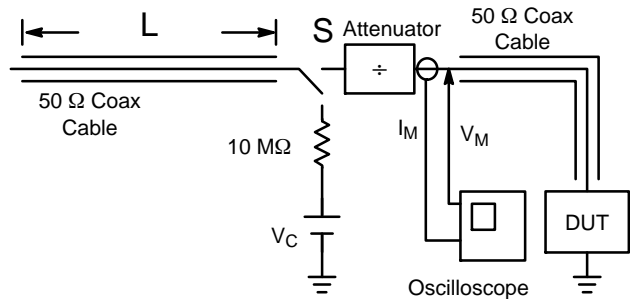 L
S
Attenuator
÷
50 Ω Coax
Cable
50 Ω Coax
Cable
10 MΩ
I_M
V_M
V_C
DUT
Oscilloscope